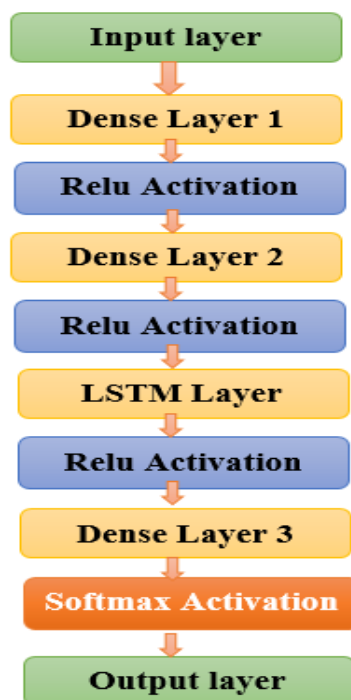 Input layer
Dense Layer 1
Relu Activation
Dense Layer 2
Relu Activation
LSTM Layer
Relu Activation
Dense Layer 3
Softmax Activation
Output layer